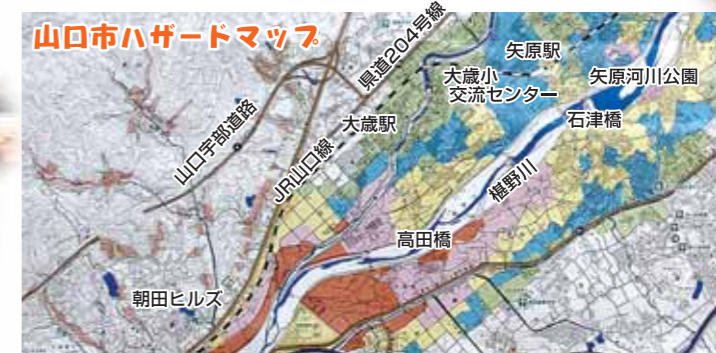 山口市ハザードマップ
県道204号線
矢原駅
大歳小
交流センター
矢原河川公園
大歳駅
石津橋
山口宇部道路
JR山口線
椹野川
高田橋
朝田ヒルズ